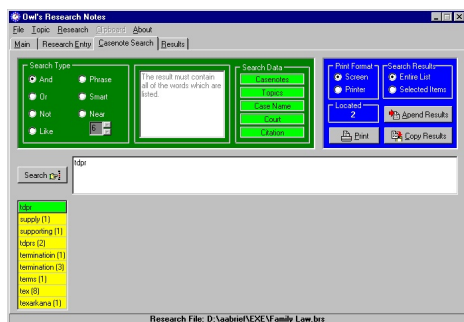 Owl's Research Notes
File Topic Research Clipboard About
Main Research Entry Casenote Search Results
Search Type
And Phrase
Or Smart
Not Near
Like 6
The result must contain
all of the words which are
listed.
Search Data
Casenotes
Topics
Case Name
Court
Citation
Print Format
Screen
Printer
Search Results
Entire List
Selected Items
Located
2
Apend Results
Print
Copy Results
Search
tdpr
tdpr
supply (1)
supporting (1)
tdprs (2)
terminatioin (1)
termination (3)
terms (1)
tex (8)
texarkana (1)
Research File: D:\aabriel\EXE\Family Law.brs